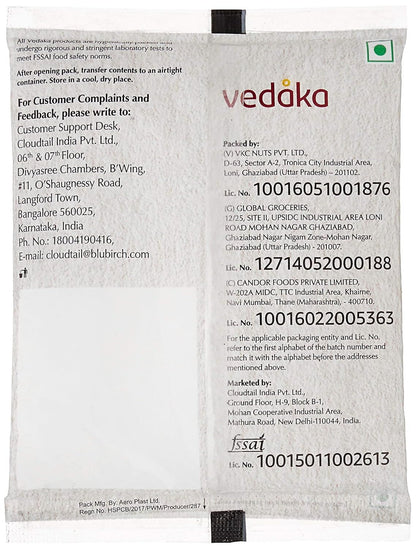 All Vedaka products are hygienically packed and
undergo rigorous and stringent laboratory tests to
meet FSSAI food safety norms.
After opening pack, transfer contents to an airtight
container. Store in a cool, dry place.
For Customer Complaints and
Feedback, please write to:
Customer Support Desk,
Cloudtail India Pvt. Ltd.,
06th & 07th Floor,
Divyasree Chambers, B'Wing,
#11, O'Shaugnessy Road,
Langford Town,
Bangalore 560025,
Karnataka, India
Ph. No.: 18004190416,
E-mail: cloudtail@blubirch.com
vedaka
Packed by:
(V) VKC NUTS PVT. LTD.,
D-63, Sector A-2, Tronica City Industrial Area,
Loni, Ghaziabad (Uttar Pradesh) – 201102.
Lic. No. 10016051001876
(G) GLOBAL GROCERIES,
12/25, SITE II, UPSIDC INDUSTRIAL AREA LONI
ROAD MOHAN NAGAR GHAZIABAD,
Ghaziabad Nagar Nigam Zone-Mohan Nagar,
Ghaziabad (Uttar Pradesh) - 201007.
Lic. No. 12714052000188
(C) CANDOR FOODS PRIVATE LIMITED,
W-202A MIDC, TTC Industrial Area, Khairne,
Navi Mumbai, Thane (Maharashtra), - 400710.
Lic. No. 10016022005363
For the applicable packaging entity and Lic. No.
refer to the first alphabet of the batch number and
match it with the alphabet before the addresses
mentioned above.
Marketed by:
Cloudtail India Pvt. Ltd.,
Ground Floor, H-9, Block B-1,
Mohan Cooperative Industrial Area,
Mathura Road, New Delhi-110044, India.
fssai
Lic. No. 10015011002613
Pack Mfg. By: Aero Plast Ltd.
Regn No. HSPCB/2017/PWM/Producer/287